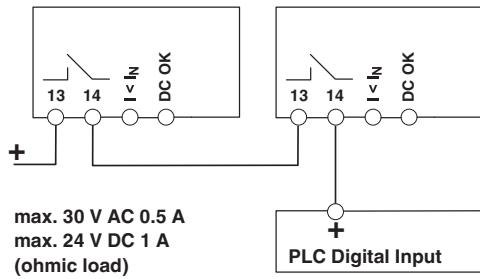 13 14 I < IN DC OK
13 14 I < IN DC OK
+
max. 30 V AC 0.5 A
max. 24 V DC 1 A
(ohmic load)
+
PLC Digital Input